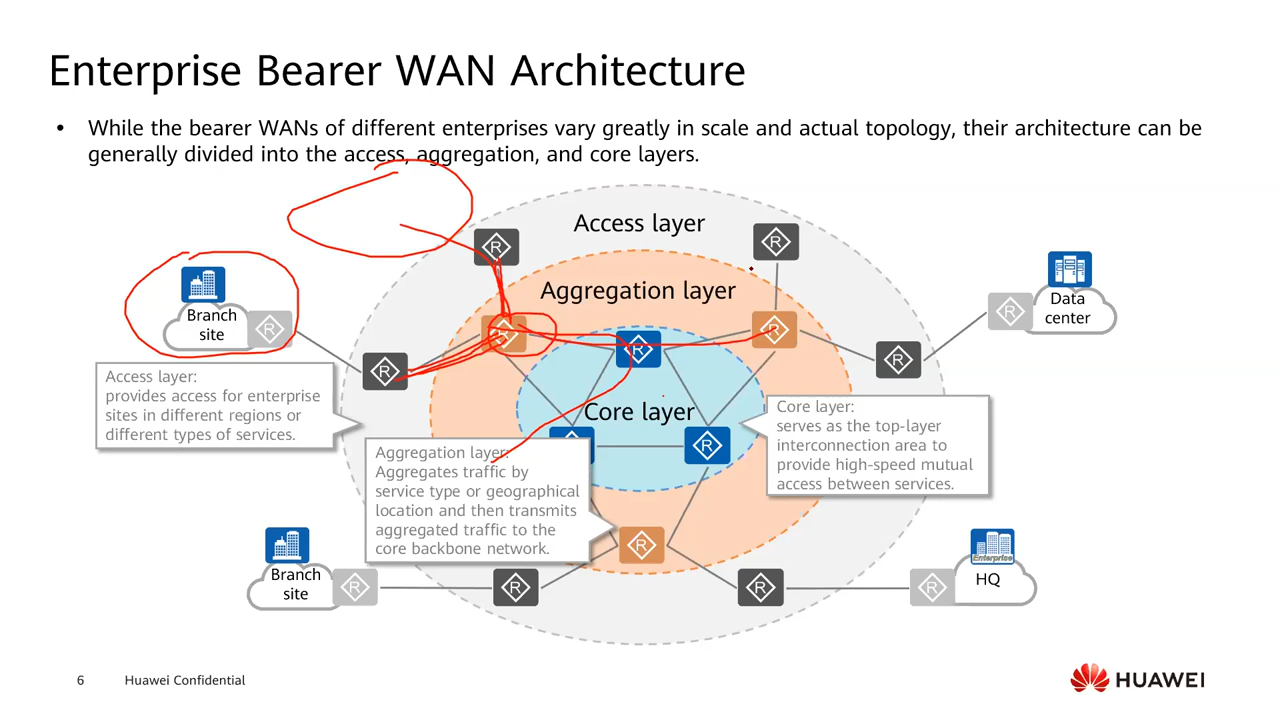 Enterprise Bearer WAN Architecture
• While the bearer WANs of different enterprises vary greatly in scale and actual topology, their architecture can be
generally divided into the access, aggregation, and core layers.
Access layer
R
R
Aggregation layer
Branch
site
R
R
Data
center
R
R
R
R
R
Access layer:
provides access for enterprise
sites in different regions or
different types of services.
Core layer
R
Core layer:
serves as the top-layer
interconnection area to
provide high-speed mutual
access between services.
Aggregation layer:
Aggregates traffic by
service type or geographical
location and then transmits
aggregated traffic to the
core backbone network.
R
Branch
site
R
R
R
R
Enterprise
HQ
6
Huawei Confidential
HUAWEI